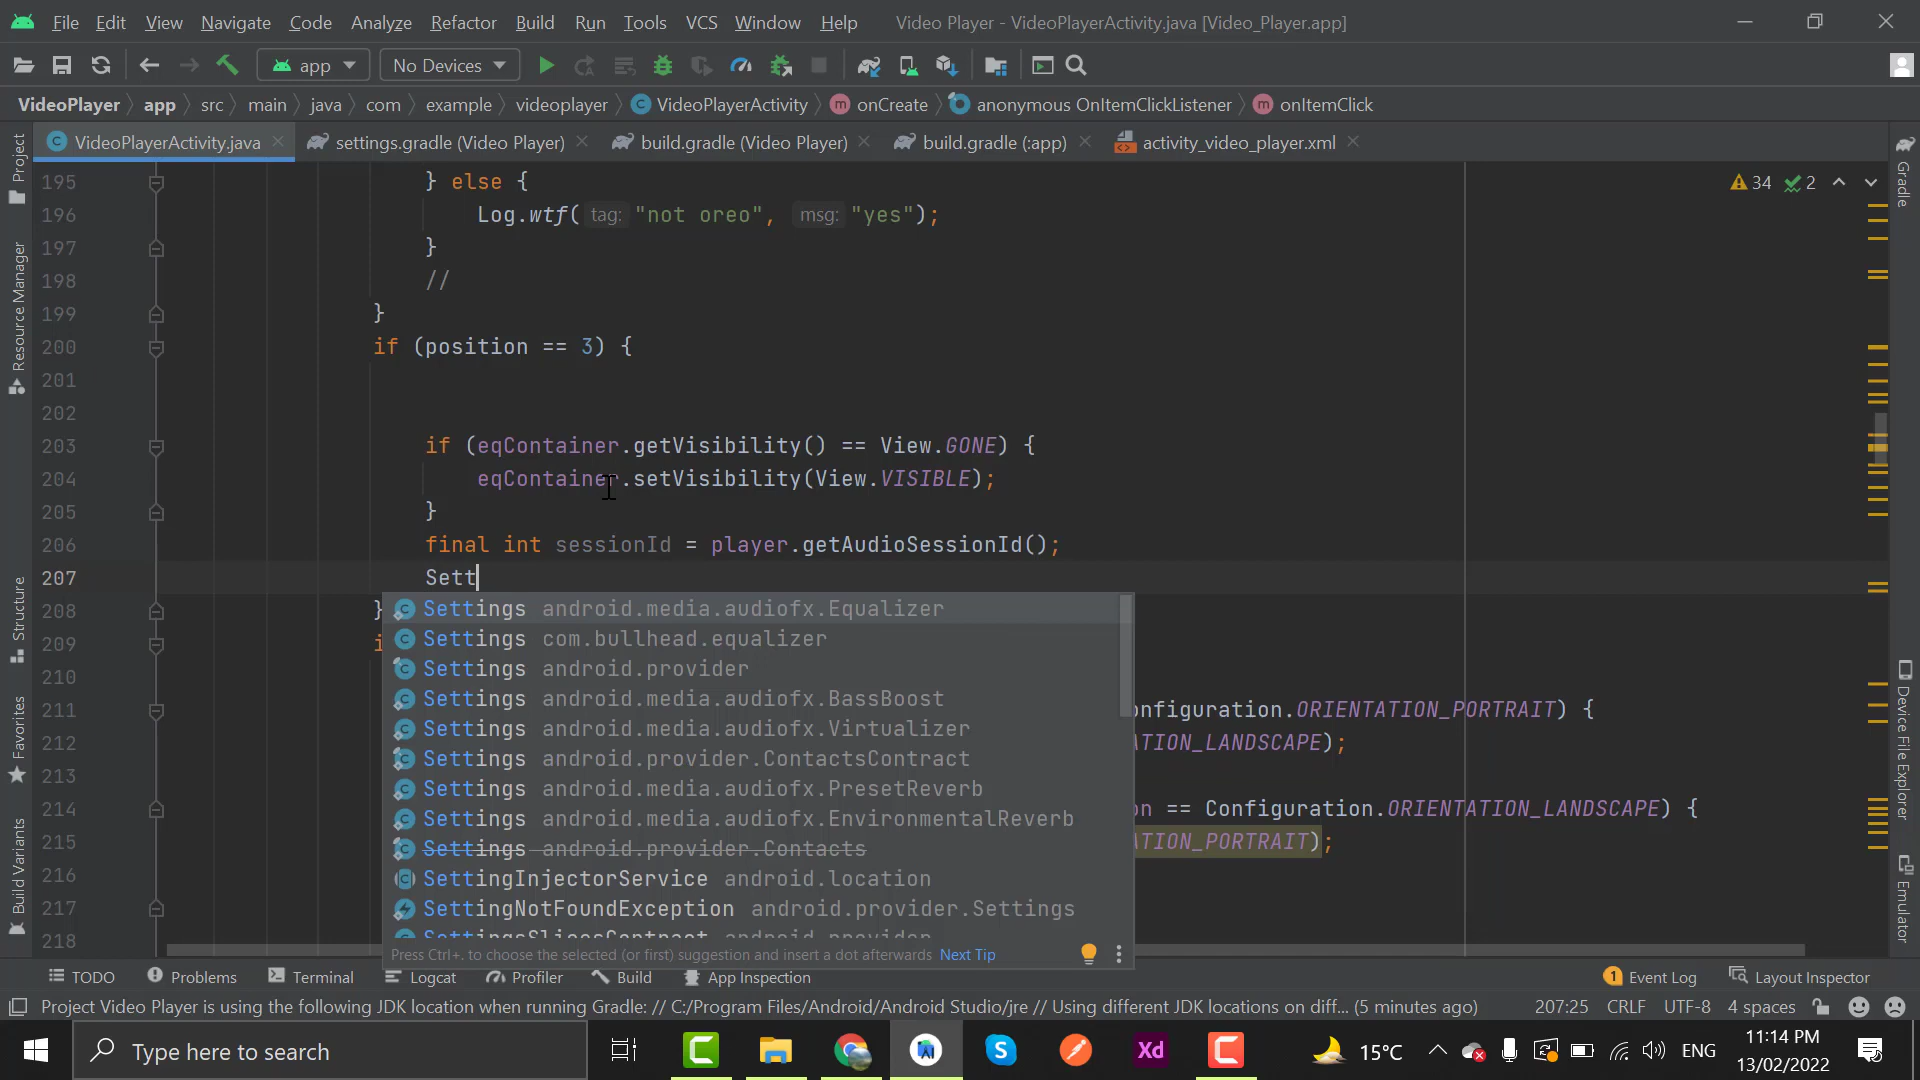 File Edit View Navigate Code Analyze Refactor Build Run Tools VCS Window Help Video Player - VideoPlayerActivity.java [Video_Player.app]
app No Devices
VideoPlayer app src main java com example videoplayer VideoPlayerActivity onCreate anonymous OnItemClickListener onItemClick
VideoPlayerActivity.java settings.gradle (Video Player) build.gradle (Video Player) build.gradle (:app) activity_video_player.xml
Project
Resource Manager
Structure
Favorites
Build Variants
Gradle
Device File Explorer
Emulator
34 2
195 } else {
196 Log.wtf( tag: "not oreo", msg: "yes");
197 }
198 //
199 }
200 if (position == 3) {
201
202
203 if (eqContainer.getVisibility() == View.GONE) {
204 eqContainer.setVisibility(View.VISIBLE);
205 }
206 final int sessionId = player.getAudioSessionId();
207 Sett
208 }
209 i
210
211 onfiguration.ORIENTATION_PORTRAIT) {
212 ATION_LANDSCAPE);
213
214 on == Configuration.ORIENTATION_LANDSCAPE) {
215 ATION_PORTRAIT);
216
217
218
Settings android.media.audiofx.Equalizer
Settings com.bullhead.equalizer
Settings android.provider
Settings android.media.audiofx.BassBoost
Settings android.media.audiofx.Virtualizer
Settings android.provider.ContactsContract
Settings android.media.audiofx.PresetReverb
Settings android.media.audiofx.EnvironmentalReverb
Settings android.provider.Contacts
SettingInjectorService android.location
SettingNotFoundException android.provider.Settings
SettingsSlicesContract android.provider
Press Ctrl+. to choose the selected (or first) suggestion and insert a dot afterwards Next Tip
TODO Problems Terminal Logcat Profiler Build App Inspection 1 Event Log Layout Inspector
Project Video Player is using the following JDK location when running Gradle: // C:/Program Files/Android/Android Studio/jre // Using different JDK locations on diff... (5 minutes ago) 207:25 CRLF UTF-8 4 spaces
Type here to search
Xd
15°C
ENG
11:14 PM
13/02/2022